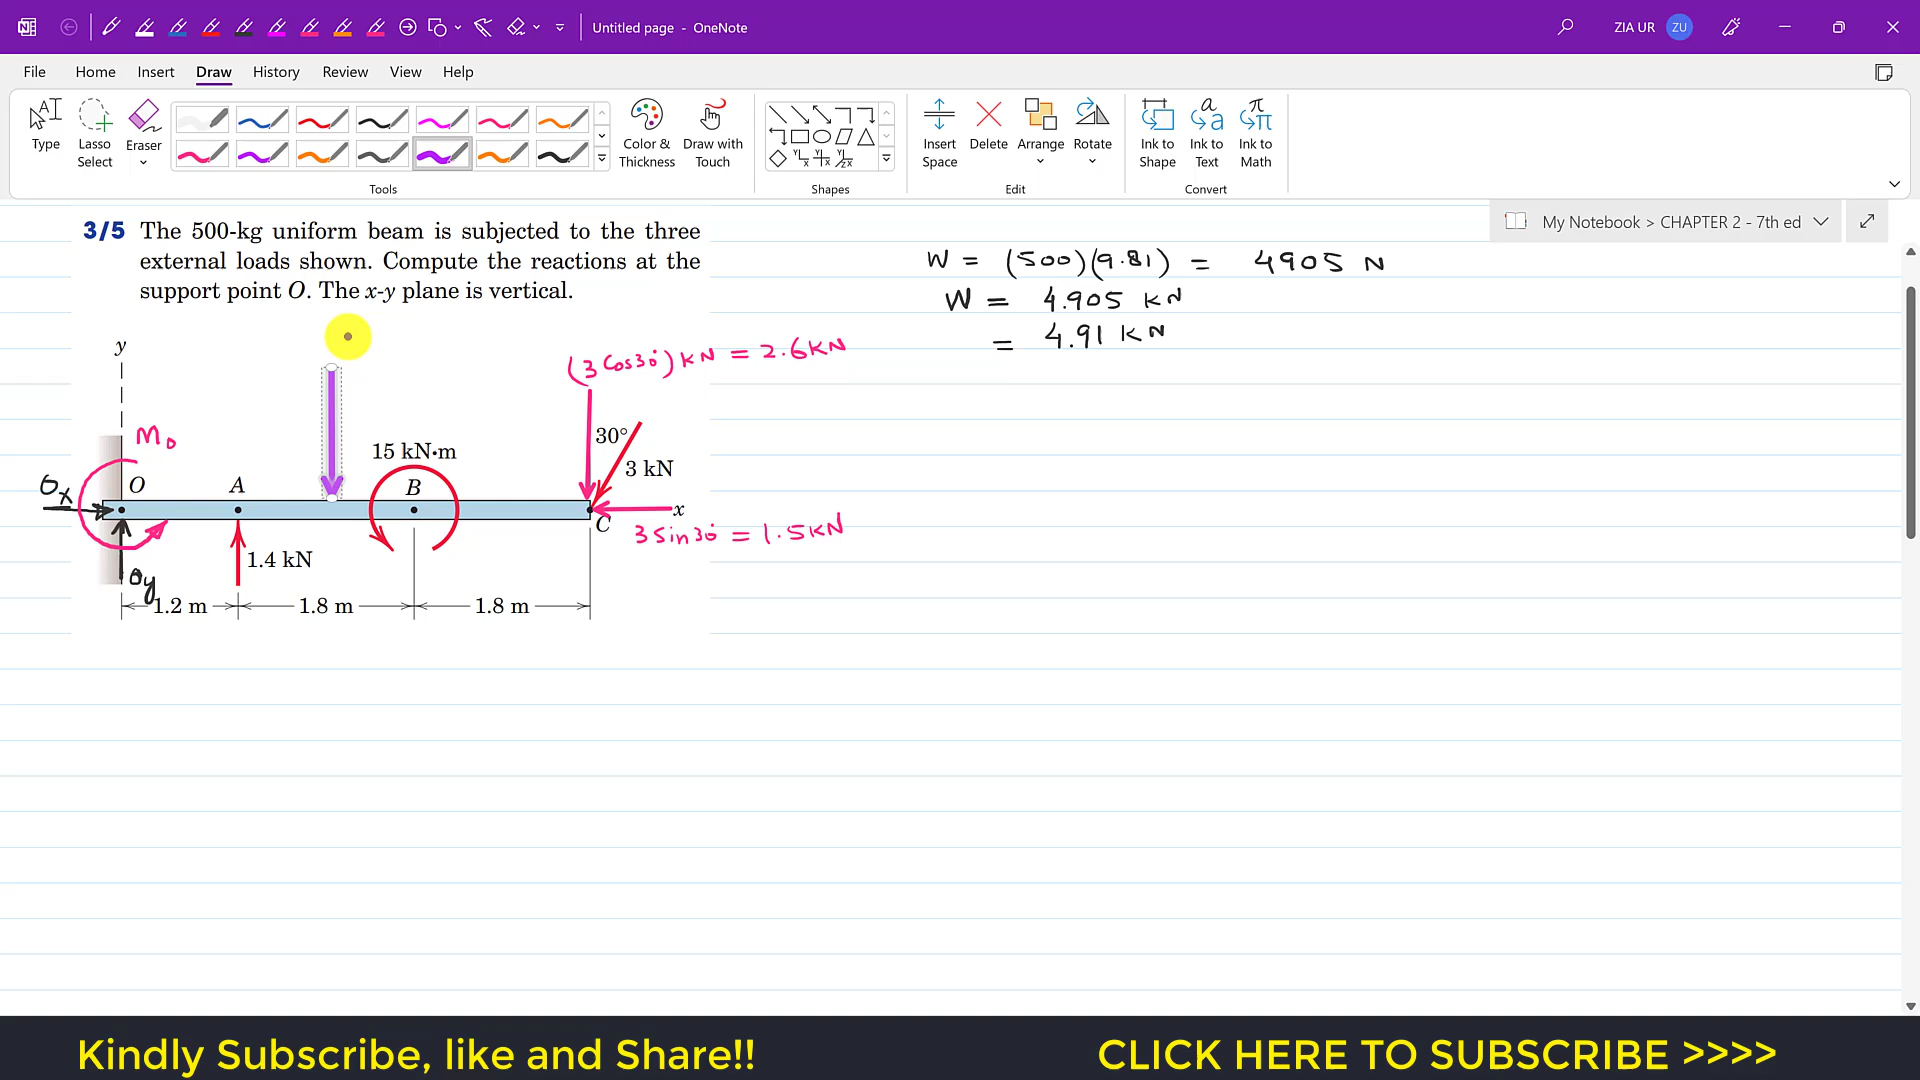 Untitled page - OneNote
ZIA UR ZU
File Home Insert Draw History Review View Help
Type
Lasso Select
Eraser
Color & Thickness
Draw with Touch
Insert Space
Delete
Arrange
Rotate
Ink to Shape
Ink to Text
Ink to Math
Tools
Shapes
Edit
Convert
My Notebook > CHAPTER 2 - 7th ed
3/5 The 500-kg uniform beam is subjected to the three
external loads shown. Compute the reactions at the
support point O. The x-y plane is vertical.
W = (500)(9.81) = 4905 N
W = 4.905 KN
= 4.91 KN
y
(3 Cos30°) KN = 2.6KN
Mo
30°
15 kN•m
3 kN
Ox
O
A
B
x
C
3 Sin30° = 1.5KN
1.4 kN
Oy
1.2 m
1.8 m
1.8 m
Kindly Subscribe, like and Share!!
CLICK HERE TO SUBSCRIBE >>>>